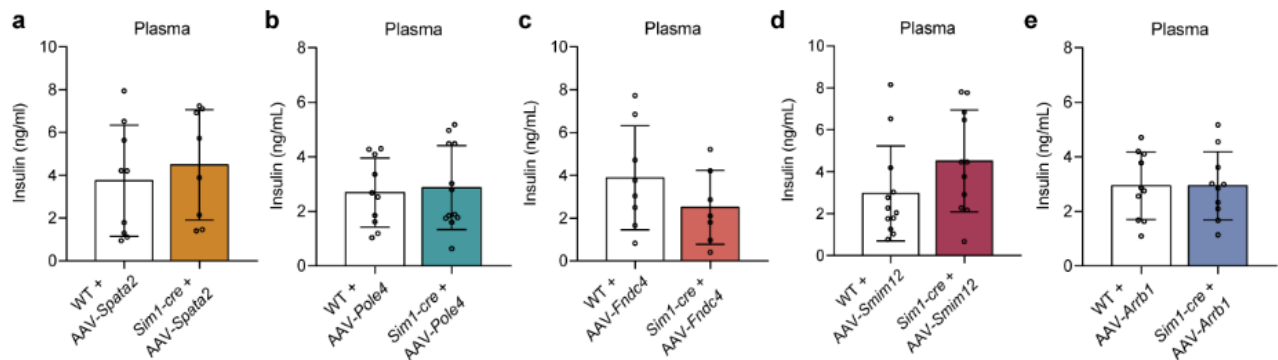 a
Plasma
Insulin (ng/ml)
10
8
6
4
2
0
WT +
AAV-Spata2
Sim1-cre +
AAV-Spata2
b
Plasma
Insulin (ng/mL)
8
6
4
2
0
WT +
AAV-Pole4
Sim1-cre +
AAV-Pole4
c
Plasma
Insulin (ng/mL)
10
8
6
4
2
0
WT +
AAV-Fndc4
Sim1-cre +
AAV-Fndc4
d
Plasma
Insulin (ng/mL)
10
8
6
4
2
0
WT +
AAV-Smim12
Sim1-cre +
AAV-Smim12
e
Plasma
Insulin (ng/mL)
8
6
4
2
0
WT +
AAV-Arrb1
Sim1-cre +
AAV-Arrb1